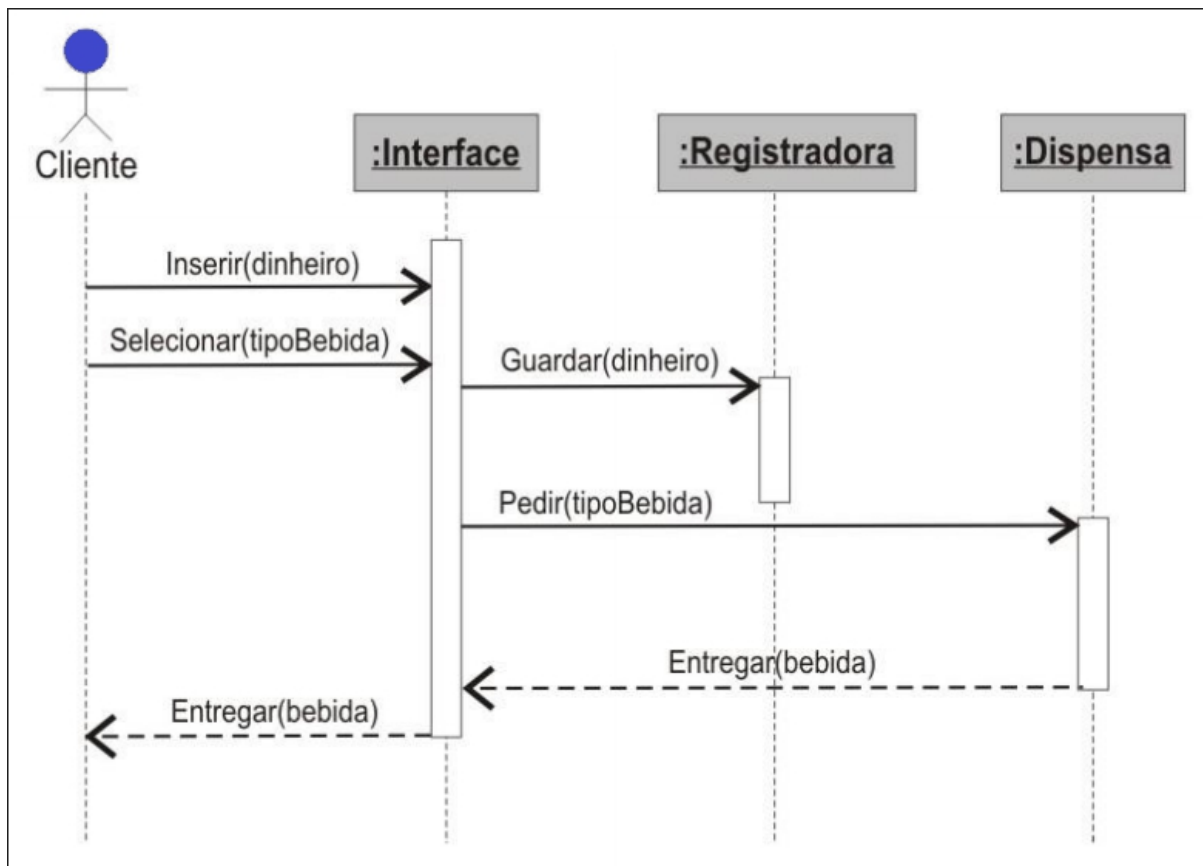 Cliente
:Interface
:Registradora
:Dispensa
Inserir(dinheiro)
Selecionar(tipoBebida)
Guardar(dinheiro)
Pedir(tipoBebida)
Entregar(bebida)
Entregar(bebida)